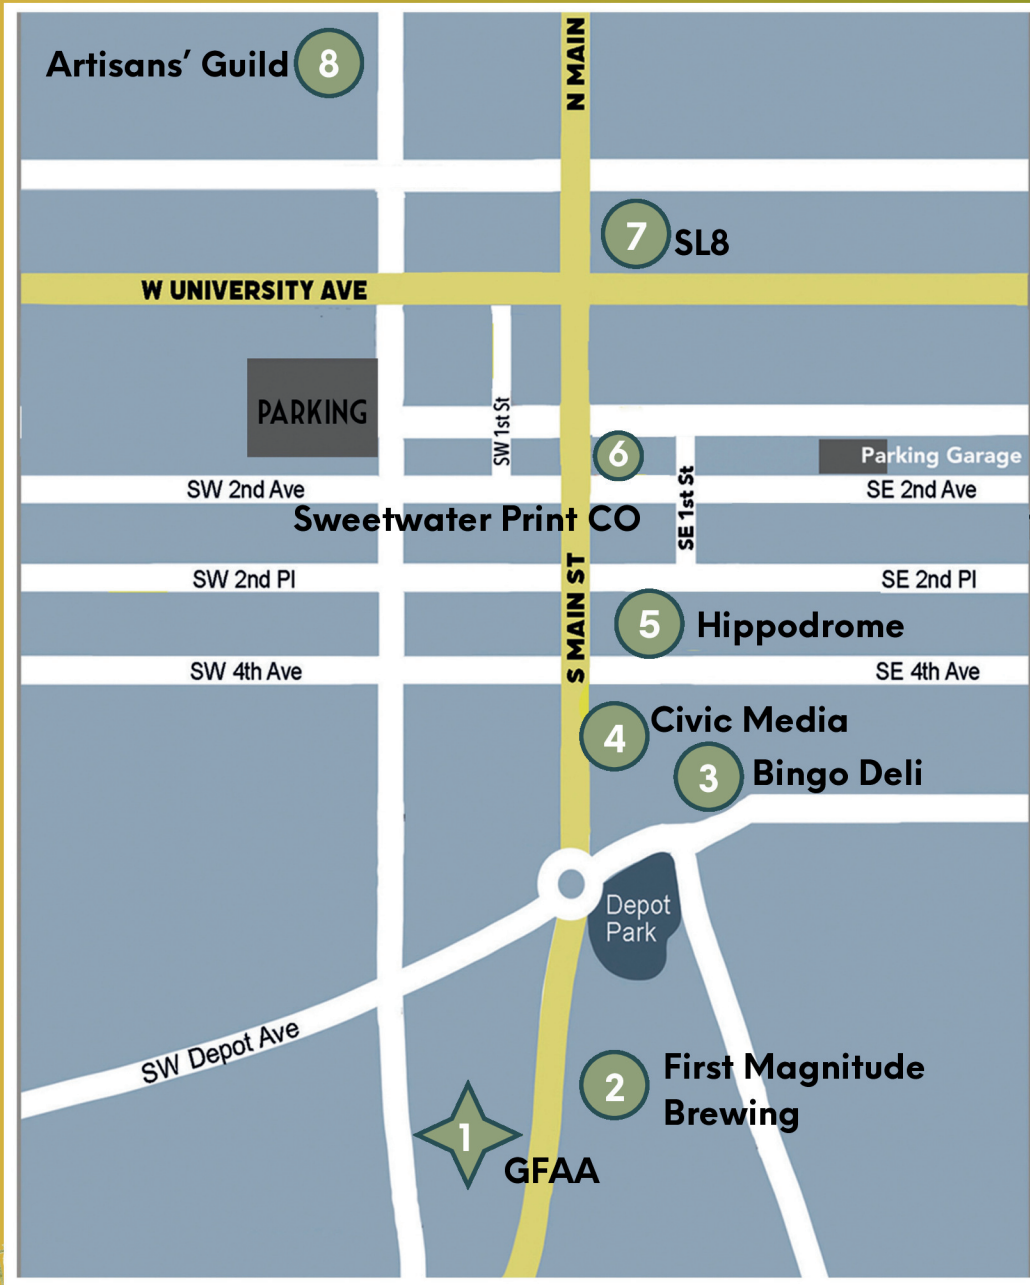 Artisans’ Guild 8
N MAIN
7 SL8
W UNIVERSITY AVE
PARKING
SW 1st St
6
Parking Garage
SW 2nd Ave
SE 2nd Ave
Sweetwater Print CO
SE 1st St
SW 2nd Pl
SE 2nd Pl
S MAIN ST
5 Hippodrome
SW 4th Ave
SE 4th Ave
4 Civic Media
3 Bingo Deli
Depot
Park
SW Depot Ave
2 First Magnitude
Brewing
1
GFAA